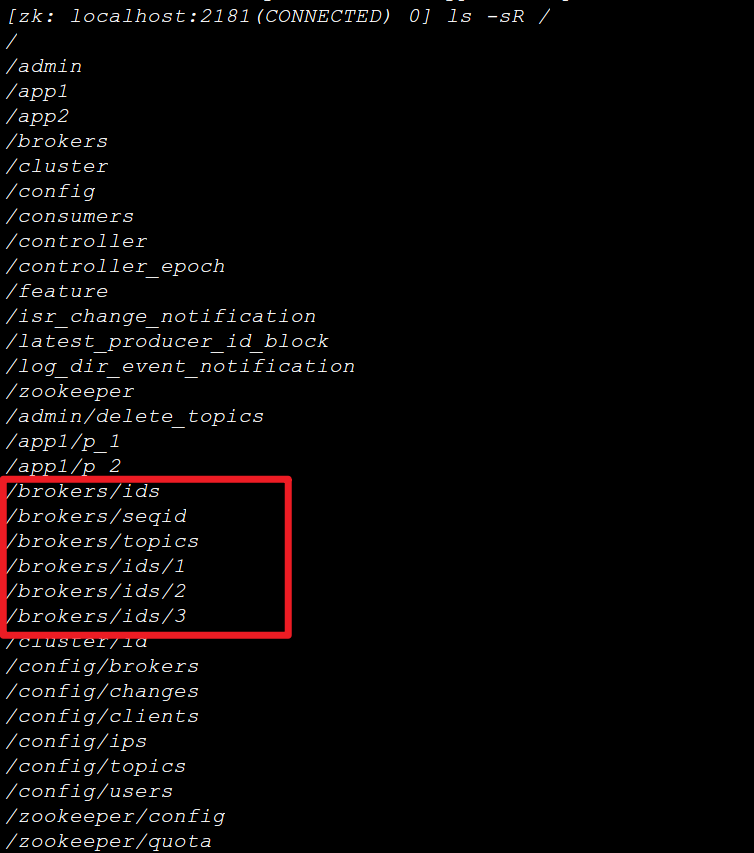 [zk: localhost:2181(CONNECTED) 0] ls -sR /
/
/admin
/app1
/app2
/brokers
/cluster
/config
/consumers
/controller
/controller_epoch
/feature
/isr_change_notification
/latest_producer_id_block
/log_dir_event_notification
/zookeeper
/admin/delete_topics
/app1/p_1
/app1/p_2
/brokers/ids
/brokers/seqid
/brokers/topics
/brokers/ids/1
/brokers/ids/2
/brokers/ids/3
/cluster/id
/config/brokers
/config/changes
/config/clients
/config/ips
/config/topics
/config/users
/zookeeper/config
/zookeeper/quota